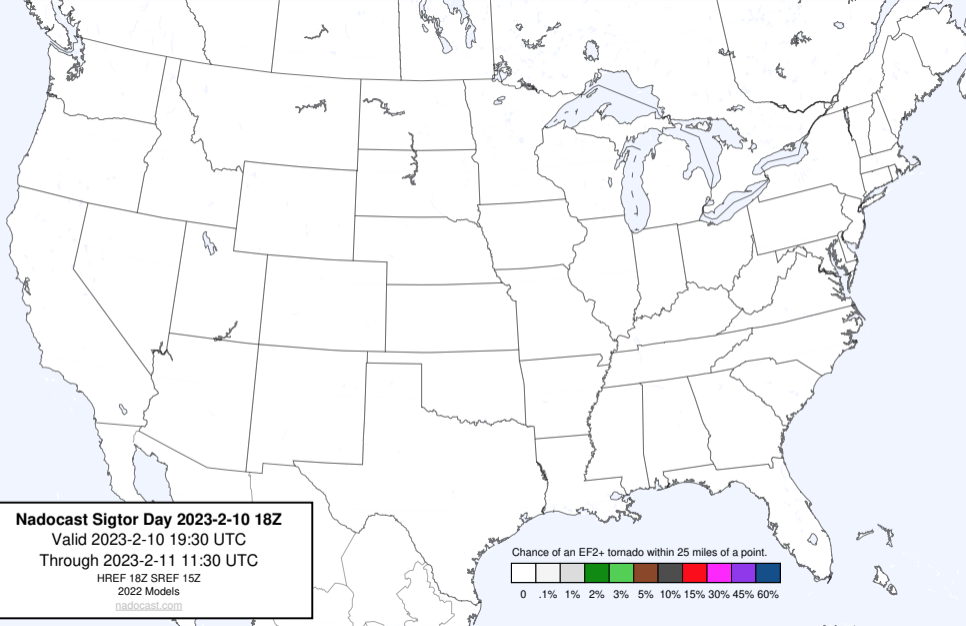 Nadocast Sigtor Day 2023-2-10 18Z
Valid 2023-2-10 19:30 UTC
Through 2023-2-11 11:30 UTC
HREF 18Z SREF 15Z
2022 Models
nadocast.com
Chance of an EF2+ tornado within 25 miles of a point.
0 .1% 1% 2% 3% 5% 10% 15% 30% 45% 60%